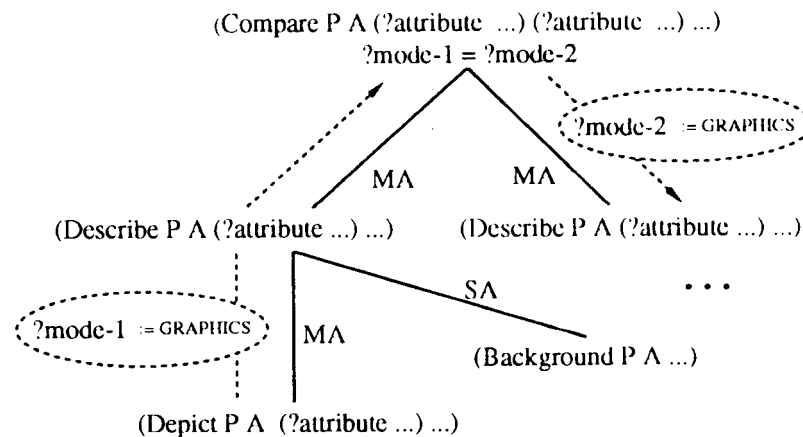 (Compare P A (?attribute ...) (?attribute ...) ...)
?mode-1 = ?mode-2
?mode-2 := GRAPHICS
MA MA
(Describe P A (?attribute ...) ...) (Describe P A (?attribute ...) ...)
SA ...
?mode-1 := GRAPHICS MA
(Background P A ...)
(Depict P A (?attribute ...) ...)